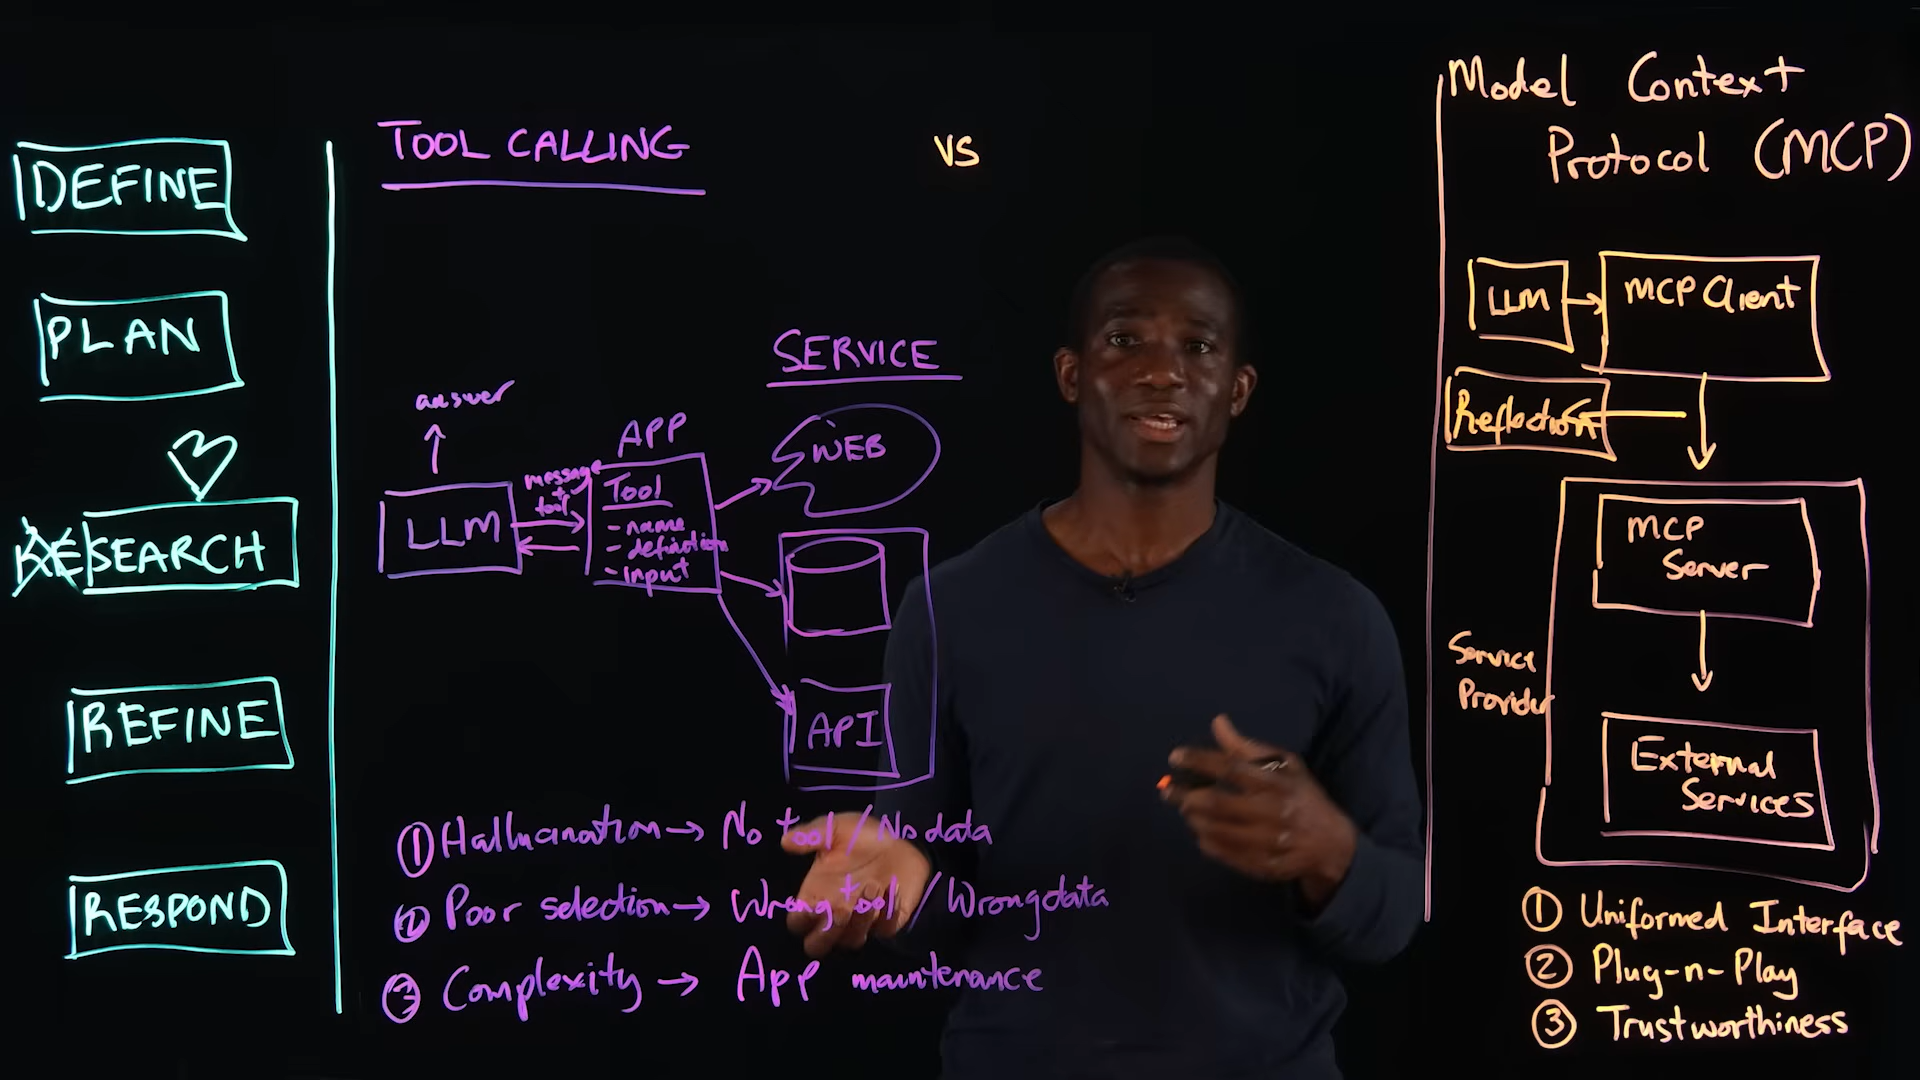 DEFINE
PLAN
RESEARCH
REFINE
RESPOND
TOOL CALLING
VS
SERVICE
answer
LLM
message
+
tool
APP
Tool
- name
- definition
- input
WEB
API
① Hallucination → No tool / No data
② Poor selection → Wrong tool / Wrong data
③ Complexity → App maintenance
Model Context
Protocol (MCP)
LLM
MCP Client
Reflection
MCP
Server
Service
Provider
External
Services
① Uniformed Interface
② Plug-n-Play
③ Trustworthiness